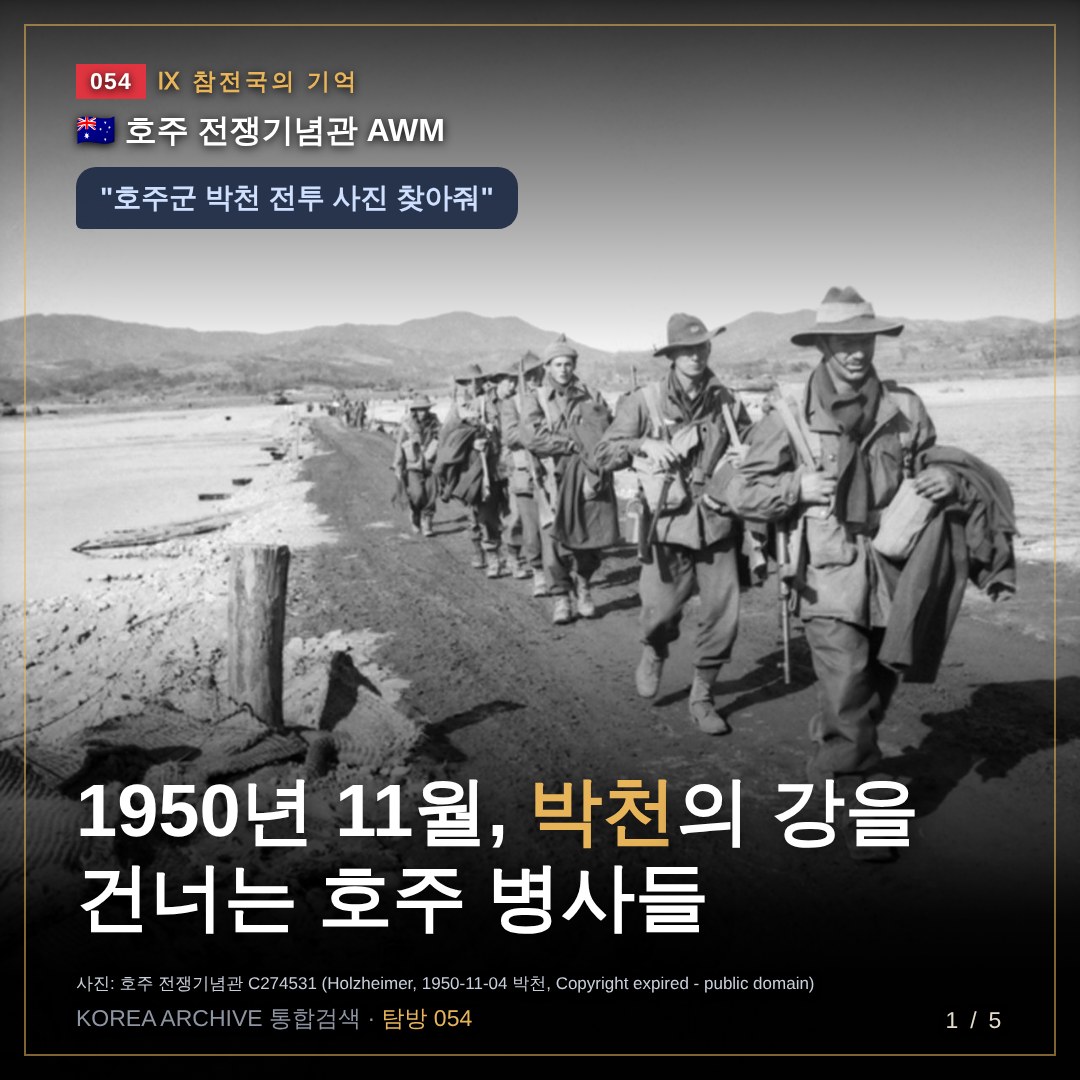 054 Ⅸ 참전국의 기억
호주 전쟁기념관 AWM
"호주군 박천 전투 사진 찾아줘"
1950년 11월, 박천의 강을
건너는 호주 병사들
사진: 호주 전쟁기념관 C274531 (Holzheimer, 1950-11-04 박천, Copyright expired - public domain)
KOREA ARCHIVE 통합검색 · 탐방 054
1 / 5